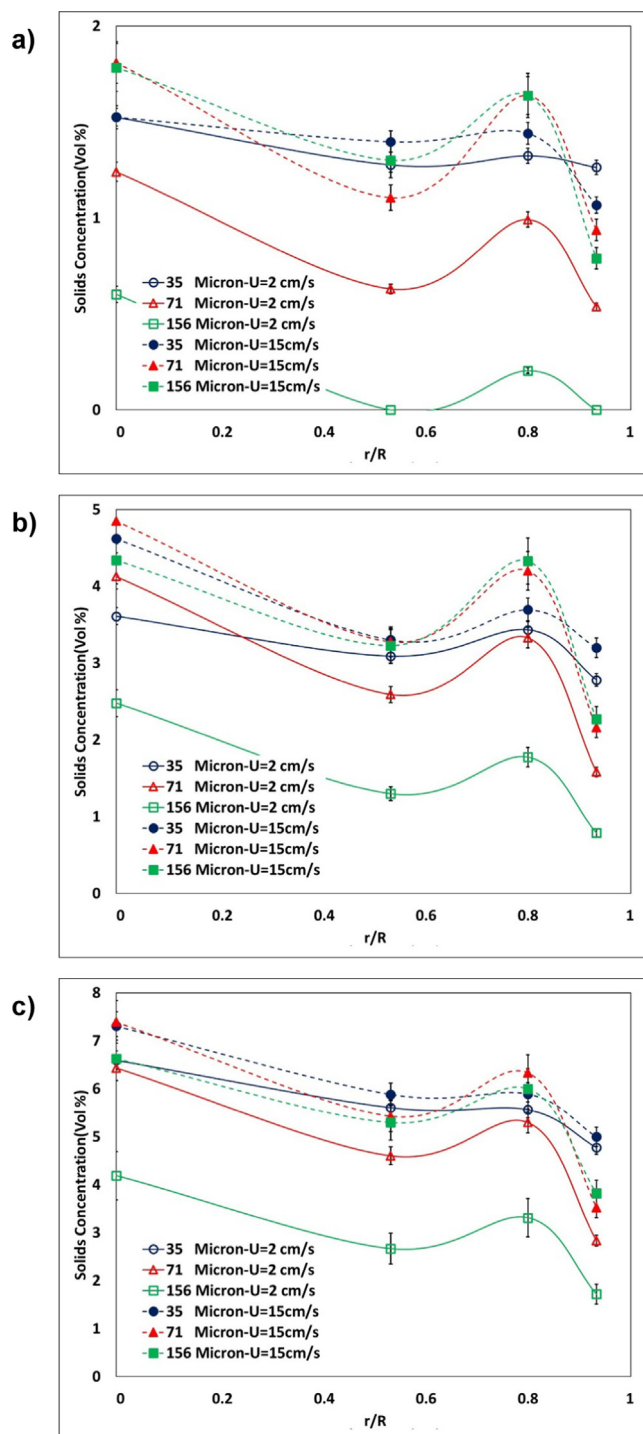 a)
2
1
0
Solids Concentration(Vol %)
35 Micron-U=2 cm/s
71 Micron-U=2 cm/s
156 Micron-U=2 cm/s
35 Micron-U=15cm/s
71 Micron-U=15cm/s
156 Micron-U=15cm/s
0 0.2 0.4 0.6 0.8 1
r/R
b)
5
4
3
2
1
0
Solids Concentration(Vol %)
35 Micron-U=2 cm/s
71 Micron-U=2 cm/s
156 Micron-U=2 cm/s
35 Micron-U=15cm/s
71 Micron-U=15cm/s
156 Micron-U=15cm/s
0 0.2 0.4 0.6 0.8 1
r/R
c)
8
7
6
5
4
3
2
1
0
Solids Concentration(Vol %)
35 Micron-U=2 cm/s
71 Micron-U=2 cm/s
156 Micron-U=2 cm/s
35 Micron-U=15cm/s
71 Micron-U=15cm/s
156 Micron-U=15cm/s
0 0.2 0.4 0.6 0.8 1
r/R